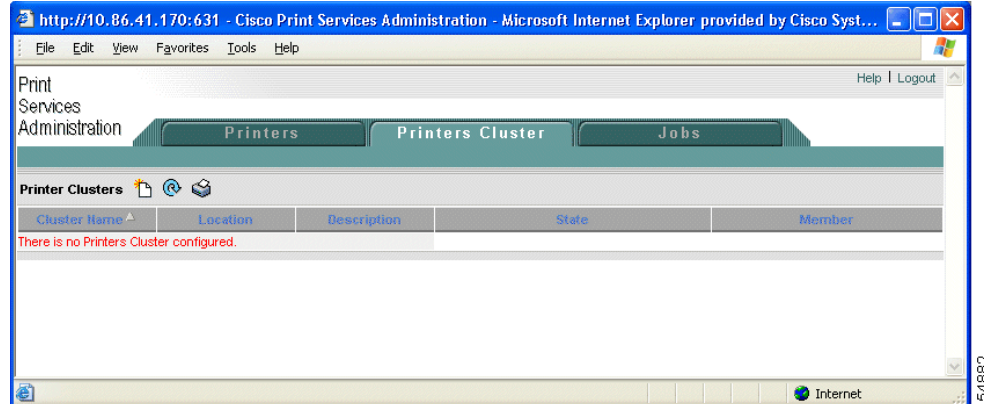 http://10.86.41.170:631 - Cisco Print Services Administration - Microsoft Internet Explorer provided by Cisco Syst...
File Edit View Favorites Tools Help
Help | Logout
Print
Services
Administration
Printers Printers Cluster Jobs
Printer Clusters
Cluster Name Location Description State Member
There is no Printers Cluster configured.
Internet